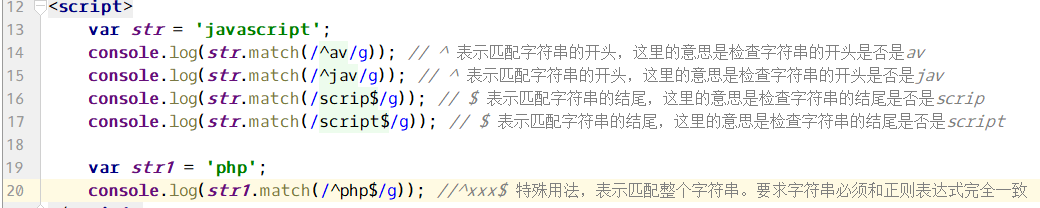 12 <script>
13 var str = 'javascript';
14 console.log(str.match(/^av/g)); // ^ 表示匹配字符串的开头，这里的意思是检查字符串的开头是否是av
15 console.log(str.match(/^jav/g)); // ^ 表示匹配字符串的开头，这里的意思是检查字符串的开头是否是jav
16 console.log(str.match(/scrip$/g)); // $ 表示匹配字符串的结尾，这里的意思是检查字符串的结尾是否是scrip
17 console.log(str.match(/script$/g)); // $ 表示匹配字符串的结尾，这里的意思是检查字符串的结尾是否是script
18
19 var str1 = 'php';
20 console.log(str1.match(/^php$/g)); //^xxx$ 特殊用法，表示匹配整个字符串。要求字符串必须和正则表达式完全一致